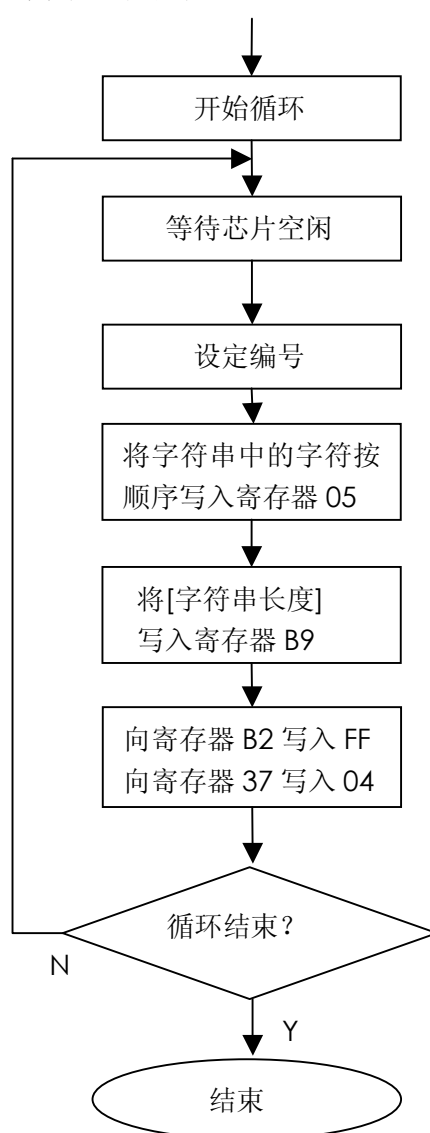 开始循环
等待芯片空闲
设定编号
将字符串中的字符按
顺序写入寄存器 05
将[字符串长度]
写入寄存器 B9
向寄存器 B2 写入 FF
向寄存器 37 写入 04
循环结束?
N
Y
结束